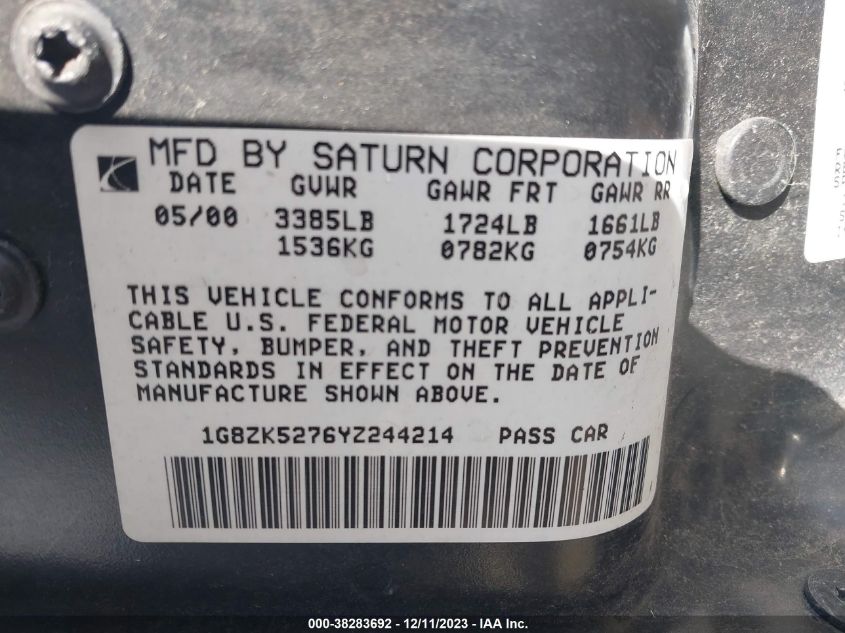 MFD BY SATURN CORPORATION
DATE GVWR GAWR FRT GAWR RR
05/00 3385LB 1724LB 1661LB
1536KG 0782KG 0754KG
THIS VEHICLE CONFORMS TO ALL APPLI-
CABLE U.S. FEDERAL MOTOR VEHICLE
SAFETY, BUMPER, AND THEFT PREVENTION
STANDARDS IN EFFECT ON THE DATE OF
MANUFACTURE SHOWN ABOVE.
1G8ZK5276YZ244214 PASS CAR
000-38283692 - 12/11/2023 - IAA Inc.